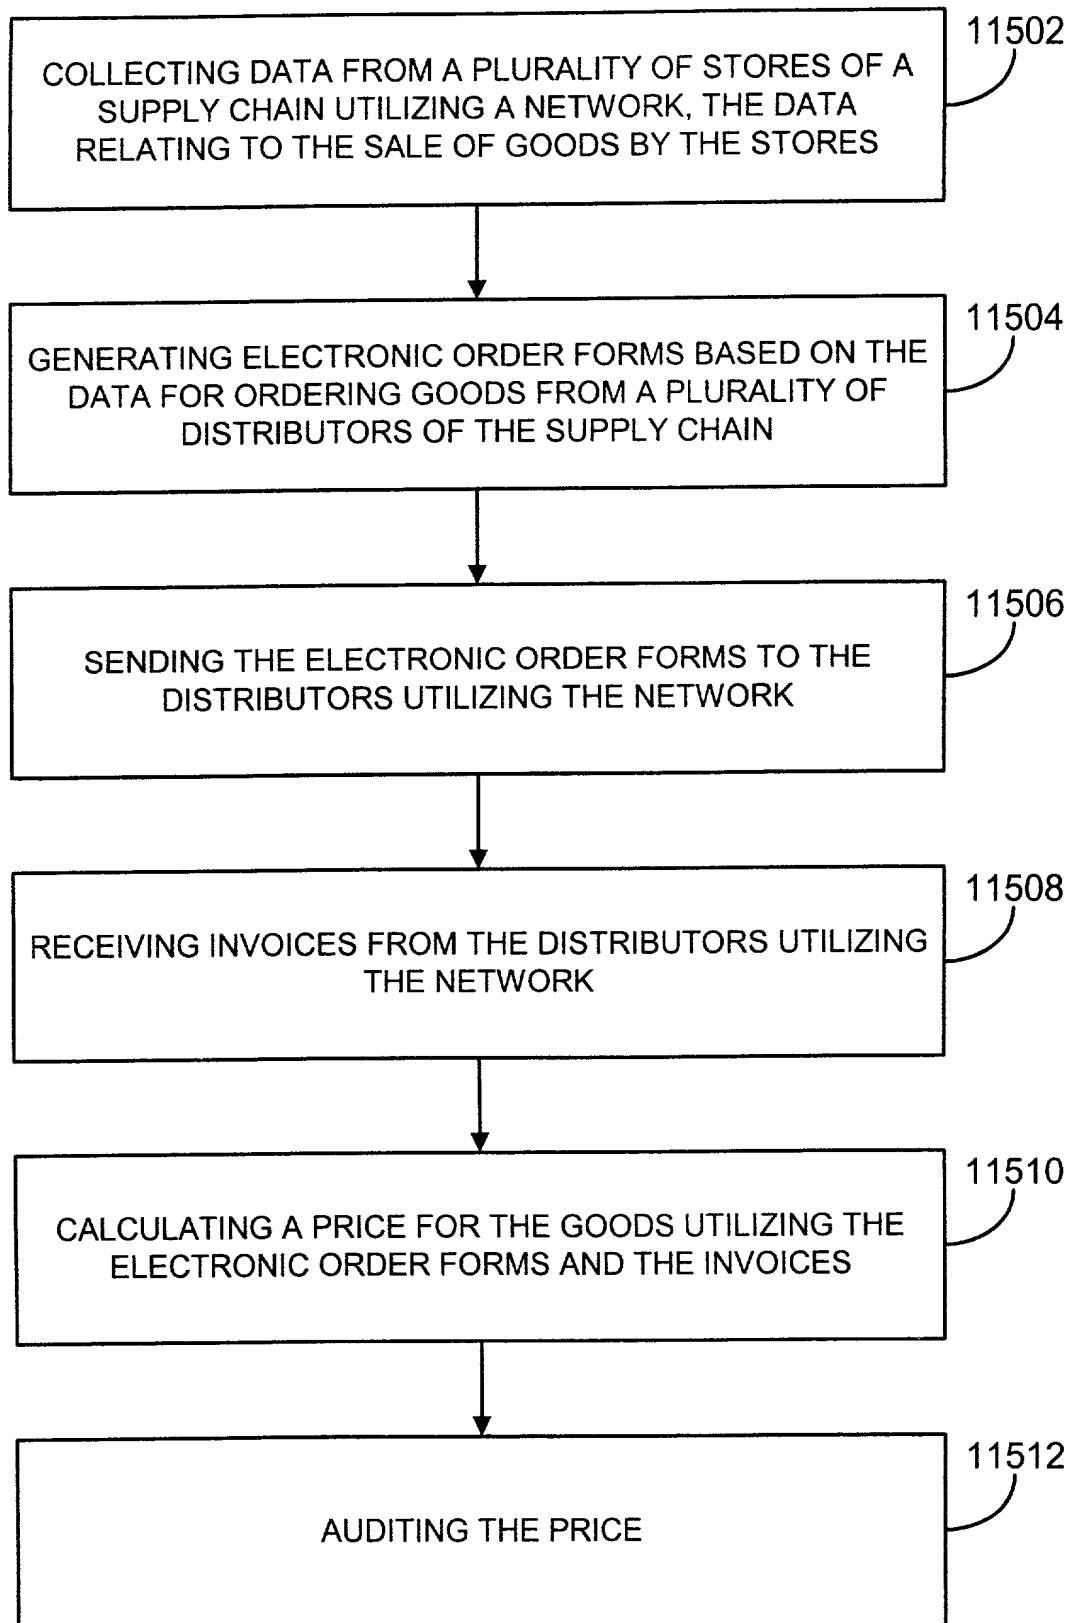 11502
COLLECTING DATA FROM A PLURALITY OF STORES OF A
SUPPLY CHAIN UTILIZING A NETWORK, THE DATA
RELATING TO THE SALE OF GOODS BY THE STORES
11504
GENERATING ELECTRONIC ORDER FORMS BASED ON THE
DATA FOR ORDERING GOODS FROM A PLURALITY OF
DISTRIBUTORS OF THE SUPPLY CHAIN
11506
SENDING THE ELECTRONIC ORDER FORMS TO THE
DISTRIBUTORS UTILIZING THE NETWORK
11508
RECEIVING INVOICES FROM THE DISTRIBUTORS UTILIZING
THE NETWORK
11510
CALCULATING A PRICE FOR THE GOODS UTILIZING THE
ELECTRONIC ORDER FORMS AND THE INVOICES
11512
AUDITING THE PRICE